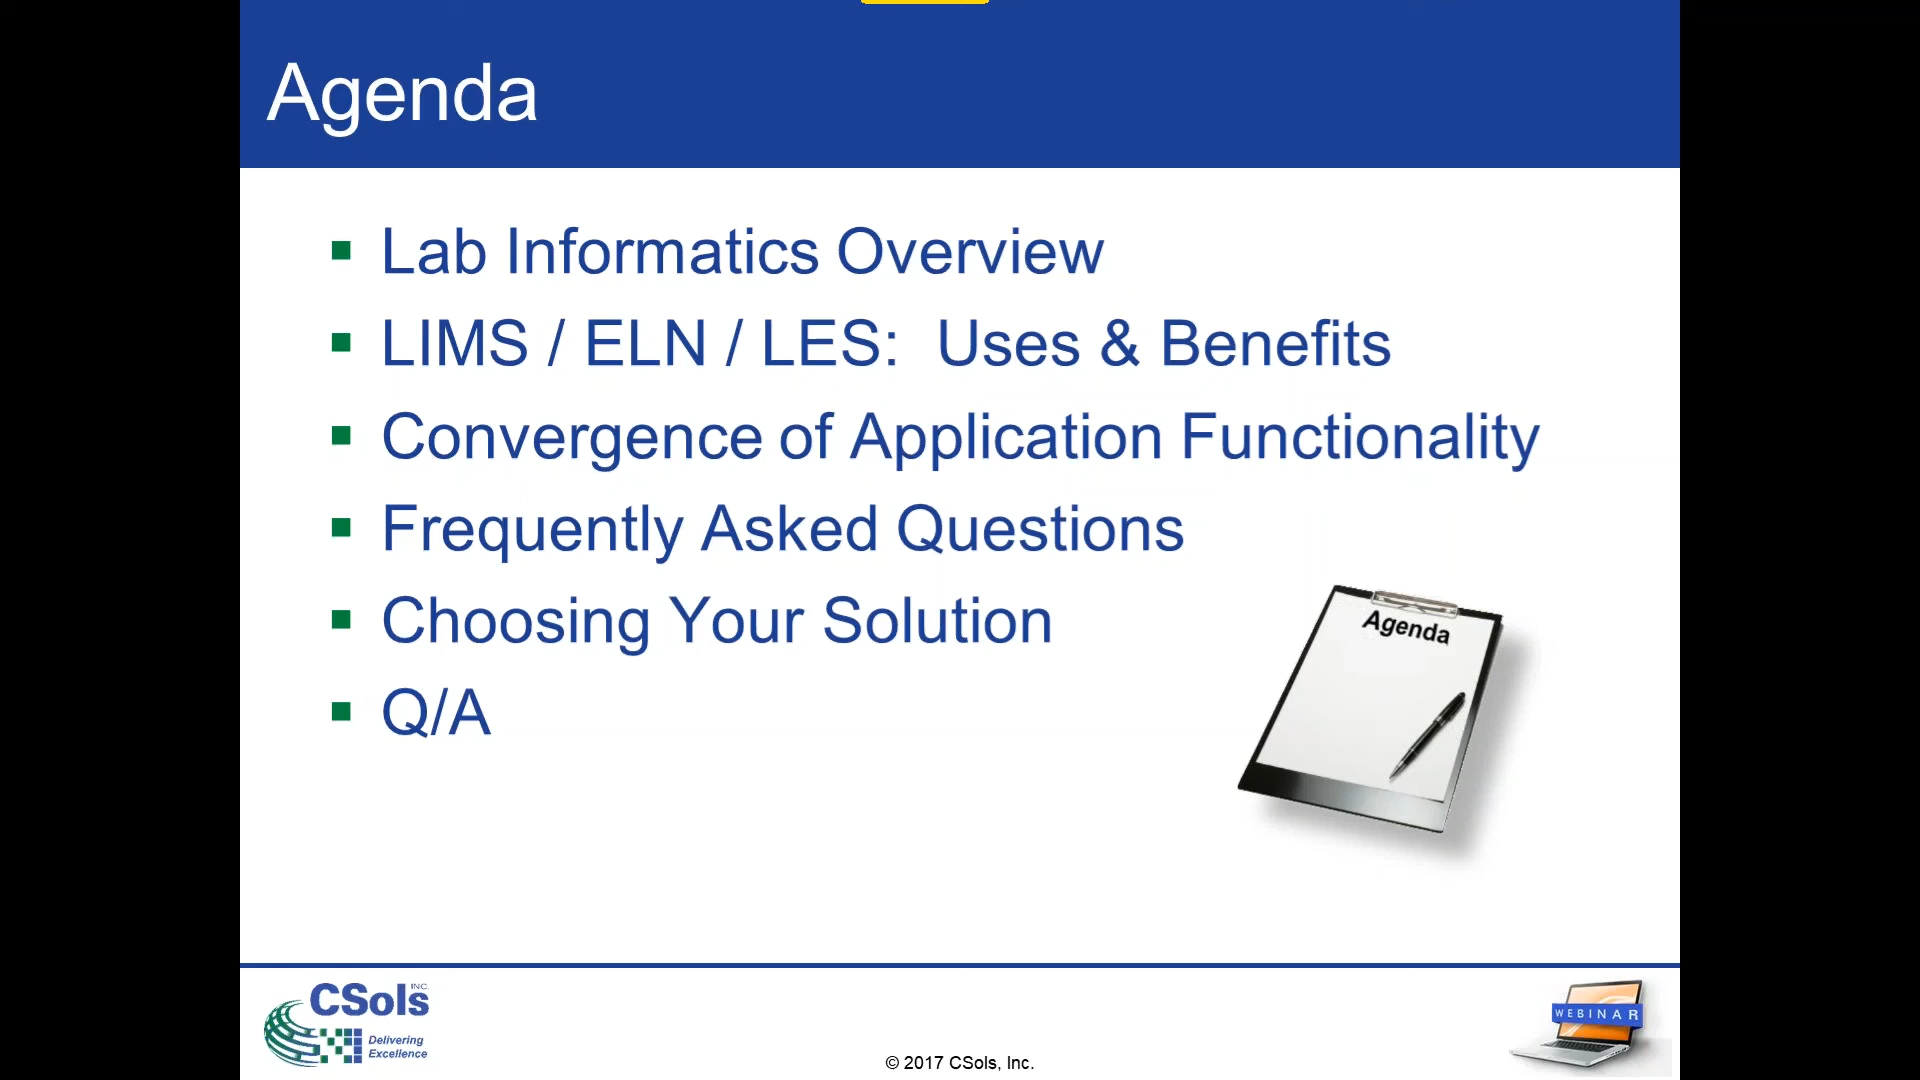 Agenda
Lab Informatics Overview
LIMS / ELN / LES:  Uses & Benefits
Convergence of Application Functionality
Frequently Asked Questions
Choosing Your Solution
Q/A
Agenda
CSols INC.
Delivering
Excellence
© 2017 CSols, Inc.
WEBINAR